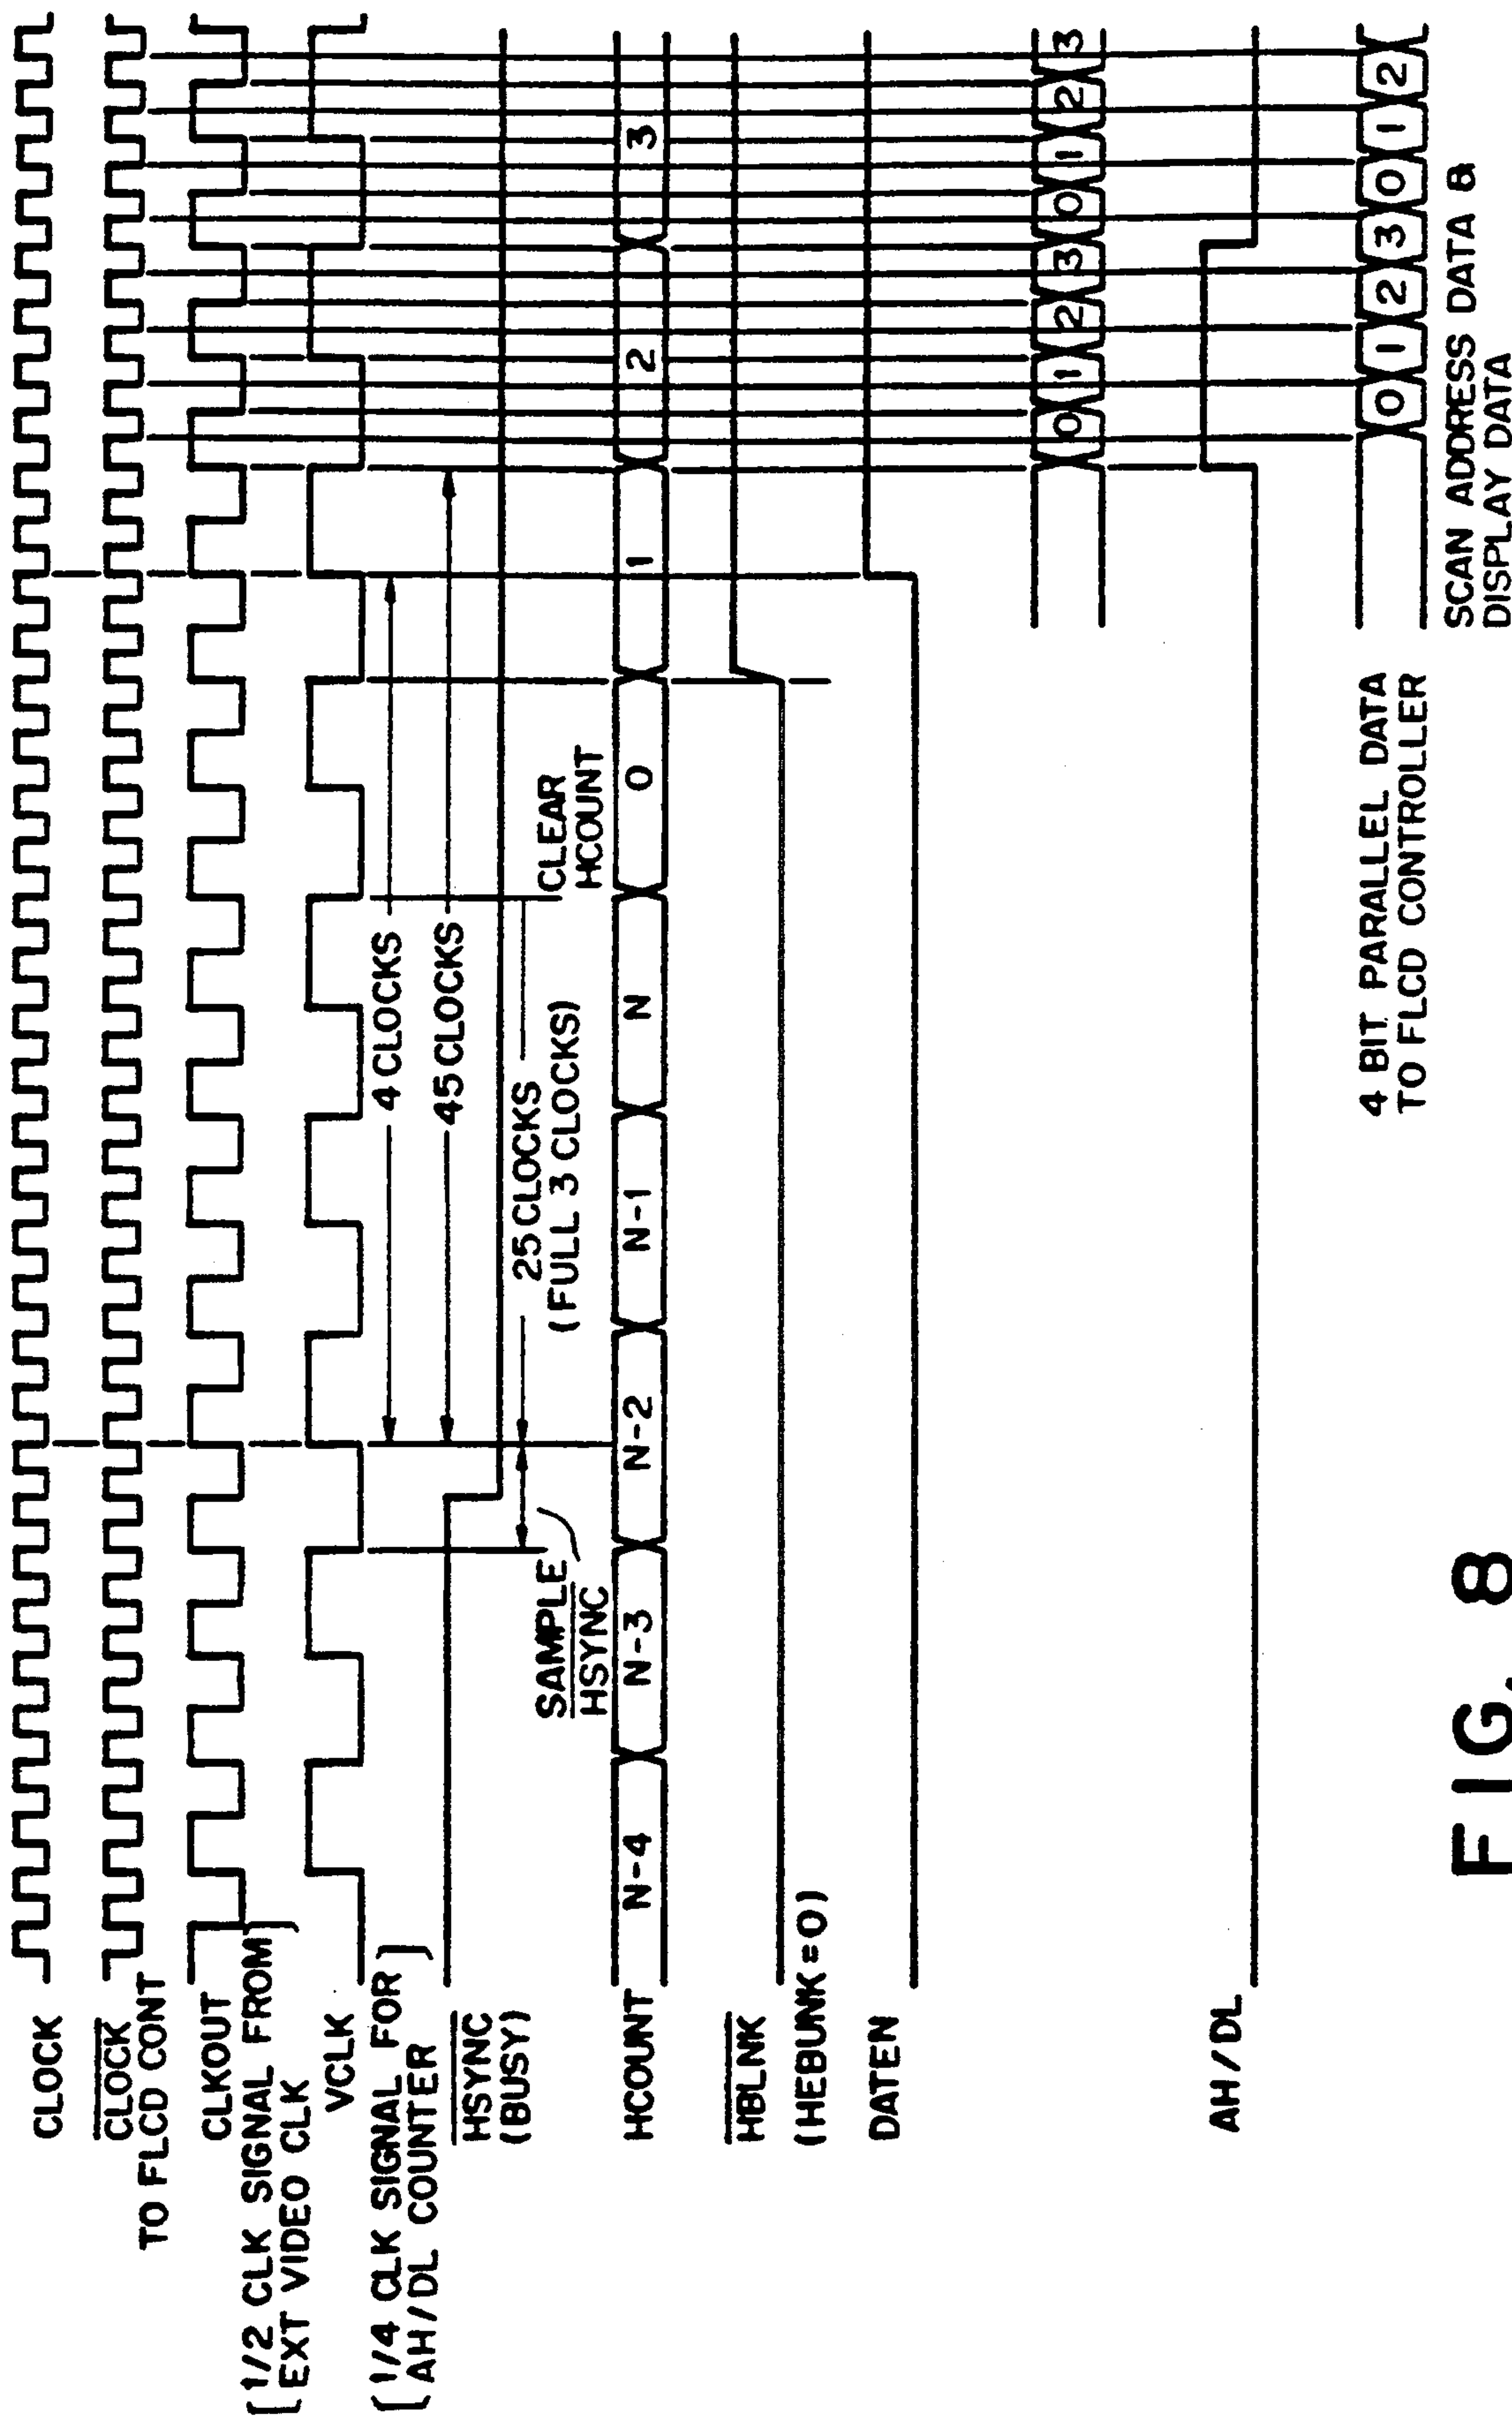 CLOCK
CLOCK
TO FLCD CONT
CLKOUT
[1/2 CLK SIGNAL FROM]
[EXT VIDEO CLK]
VCLK
[1/4 CLK SIGNAL FOR]
[AH/DL COUNTER]
HSYNC
(BUSY)
4 CLOCKS
45 CLOCKS
25 CLOCKS
(FULL 3 CLOCKS)
SAMPLE
HSYNC
CLEAR
HCOUNT
HCOUNT
N-4 N-3 N-2 N-1 N 0 1 2 3
HBLNK
(HEBUNK=0)
DATEN
0 1 2 3 0 1 2 3
AH/DL
0 1 2 3 0 1 2
4 BIT PARALLEL DATA
TO FLCD CONTROLLER
SCAN ADDRESS DATA &
DISPLAY DATA
FIG. 8